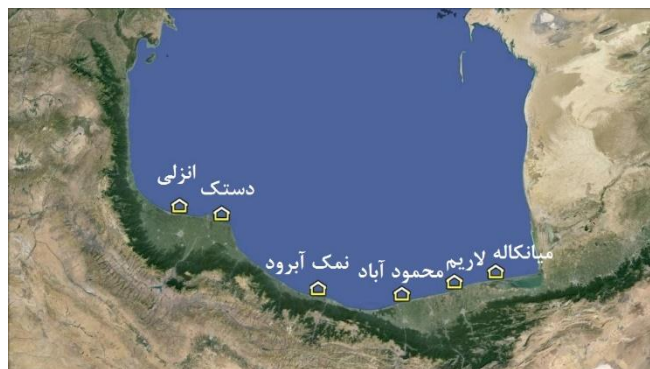 انزلی
دستک
نمک آبرود
محمود آباد
لاریم
میانکاله